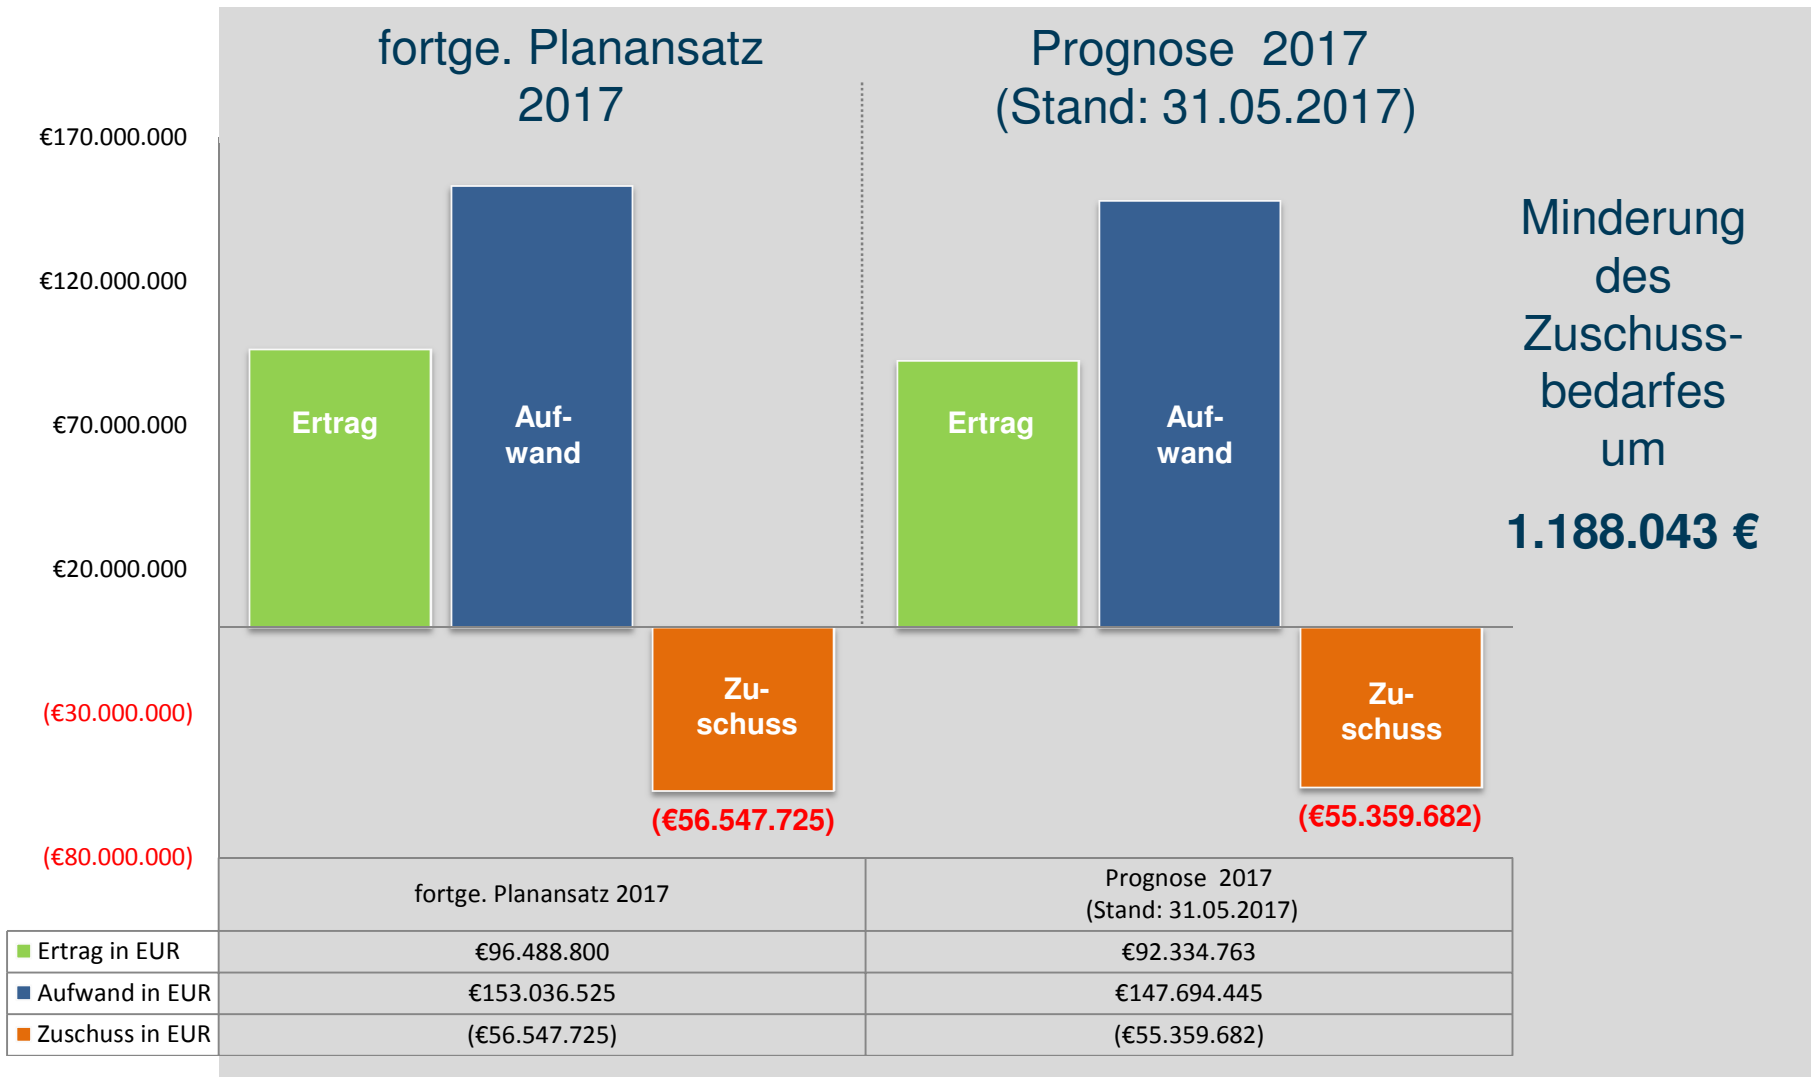 fortge. Planansatz
2017
Prognose 2017
(Stand: 31.05.2017)
€170.000.000
€120.000.000
€70.000.000
€20.000.000
(€30.000.000)
(€80.000.000)
Ertrag
Auf-
wand
Zu-
schuss
(€56.547.725)
Ertrag
Auf-
wand
Zu-
schuss
(€55.359.682)
Minderung
des
Zuschuss-
bedarfes
um
1.188.043 €
fortge. Planansatz 2017
Prognose 2017
(Stand: 31.05.2017)
Ertrag in EUR €96.488.800 €92.334.763
Aufwand in EUR €153.036.525 €147.694.445
Zuschuss in EUR (€56.547.725) (€55.359.682)